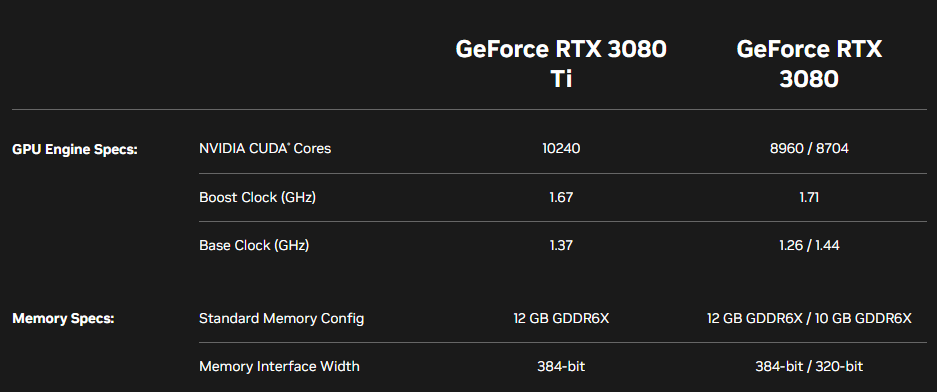 GeForce RTX 3080 Ti
GeForce RTX 3080
GPU Engine Specs:
NVIDIA CUDA® Cores 10240 8960 / 8704
Boost Clock (GHz) 1.67 1.71
Base Clock (GHz) 1.37 1.26 / 1.44
Memory Specs:
Standard Memory Config 12 GB GDDR6X 12 GB GDDR6X / 10 GB GDDR6X
Memory Interface Width 384-bit 384-bit / 320-bit